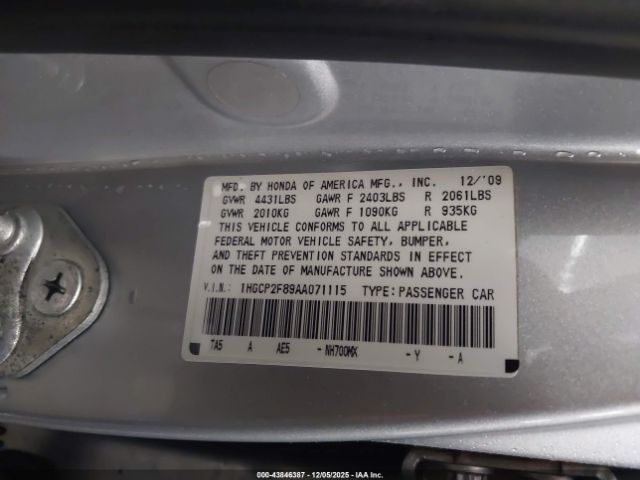 MFD. BY HONDA OF AMERICA MFG., INC. 12/'09
GVWR 4431LBS GAWR F 2403LBS R 2061LBS
GVWR 2010KG GAWR F 1090KG R 935KG
THIS VEHICLE CONFORMS TO ALL APPLICABLE
FEDERAL MOTOR VEHICLE SAFETY, BUMPER,
AND THEFT PREVENTION STANDARDS IN EFFECT
ON THE DATE OF MANUFACTURE SHOWN ABOVE.
V.I.N.: 1HGCP2F89AA071115 TYPE:PASSENGER CAR
TA5 A AE5 -NH700MX -Y -A
00-43846387 - 12/05/2025 - IAA Inc.